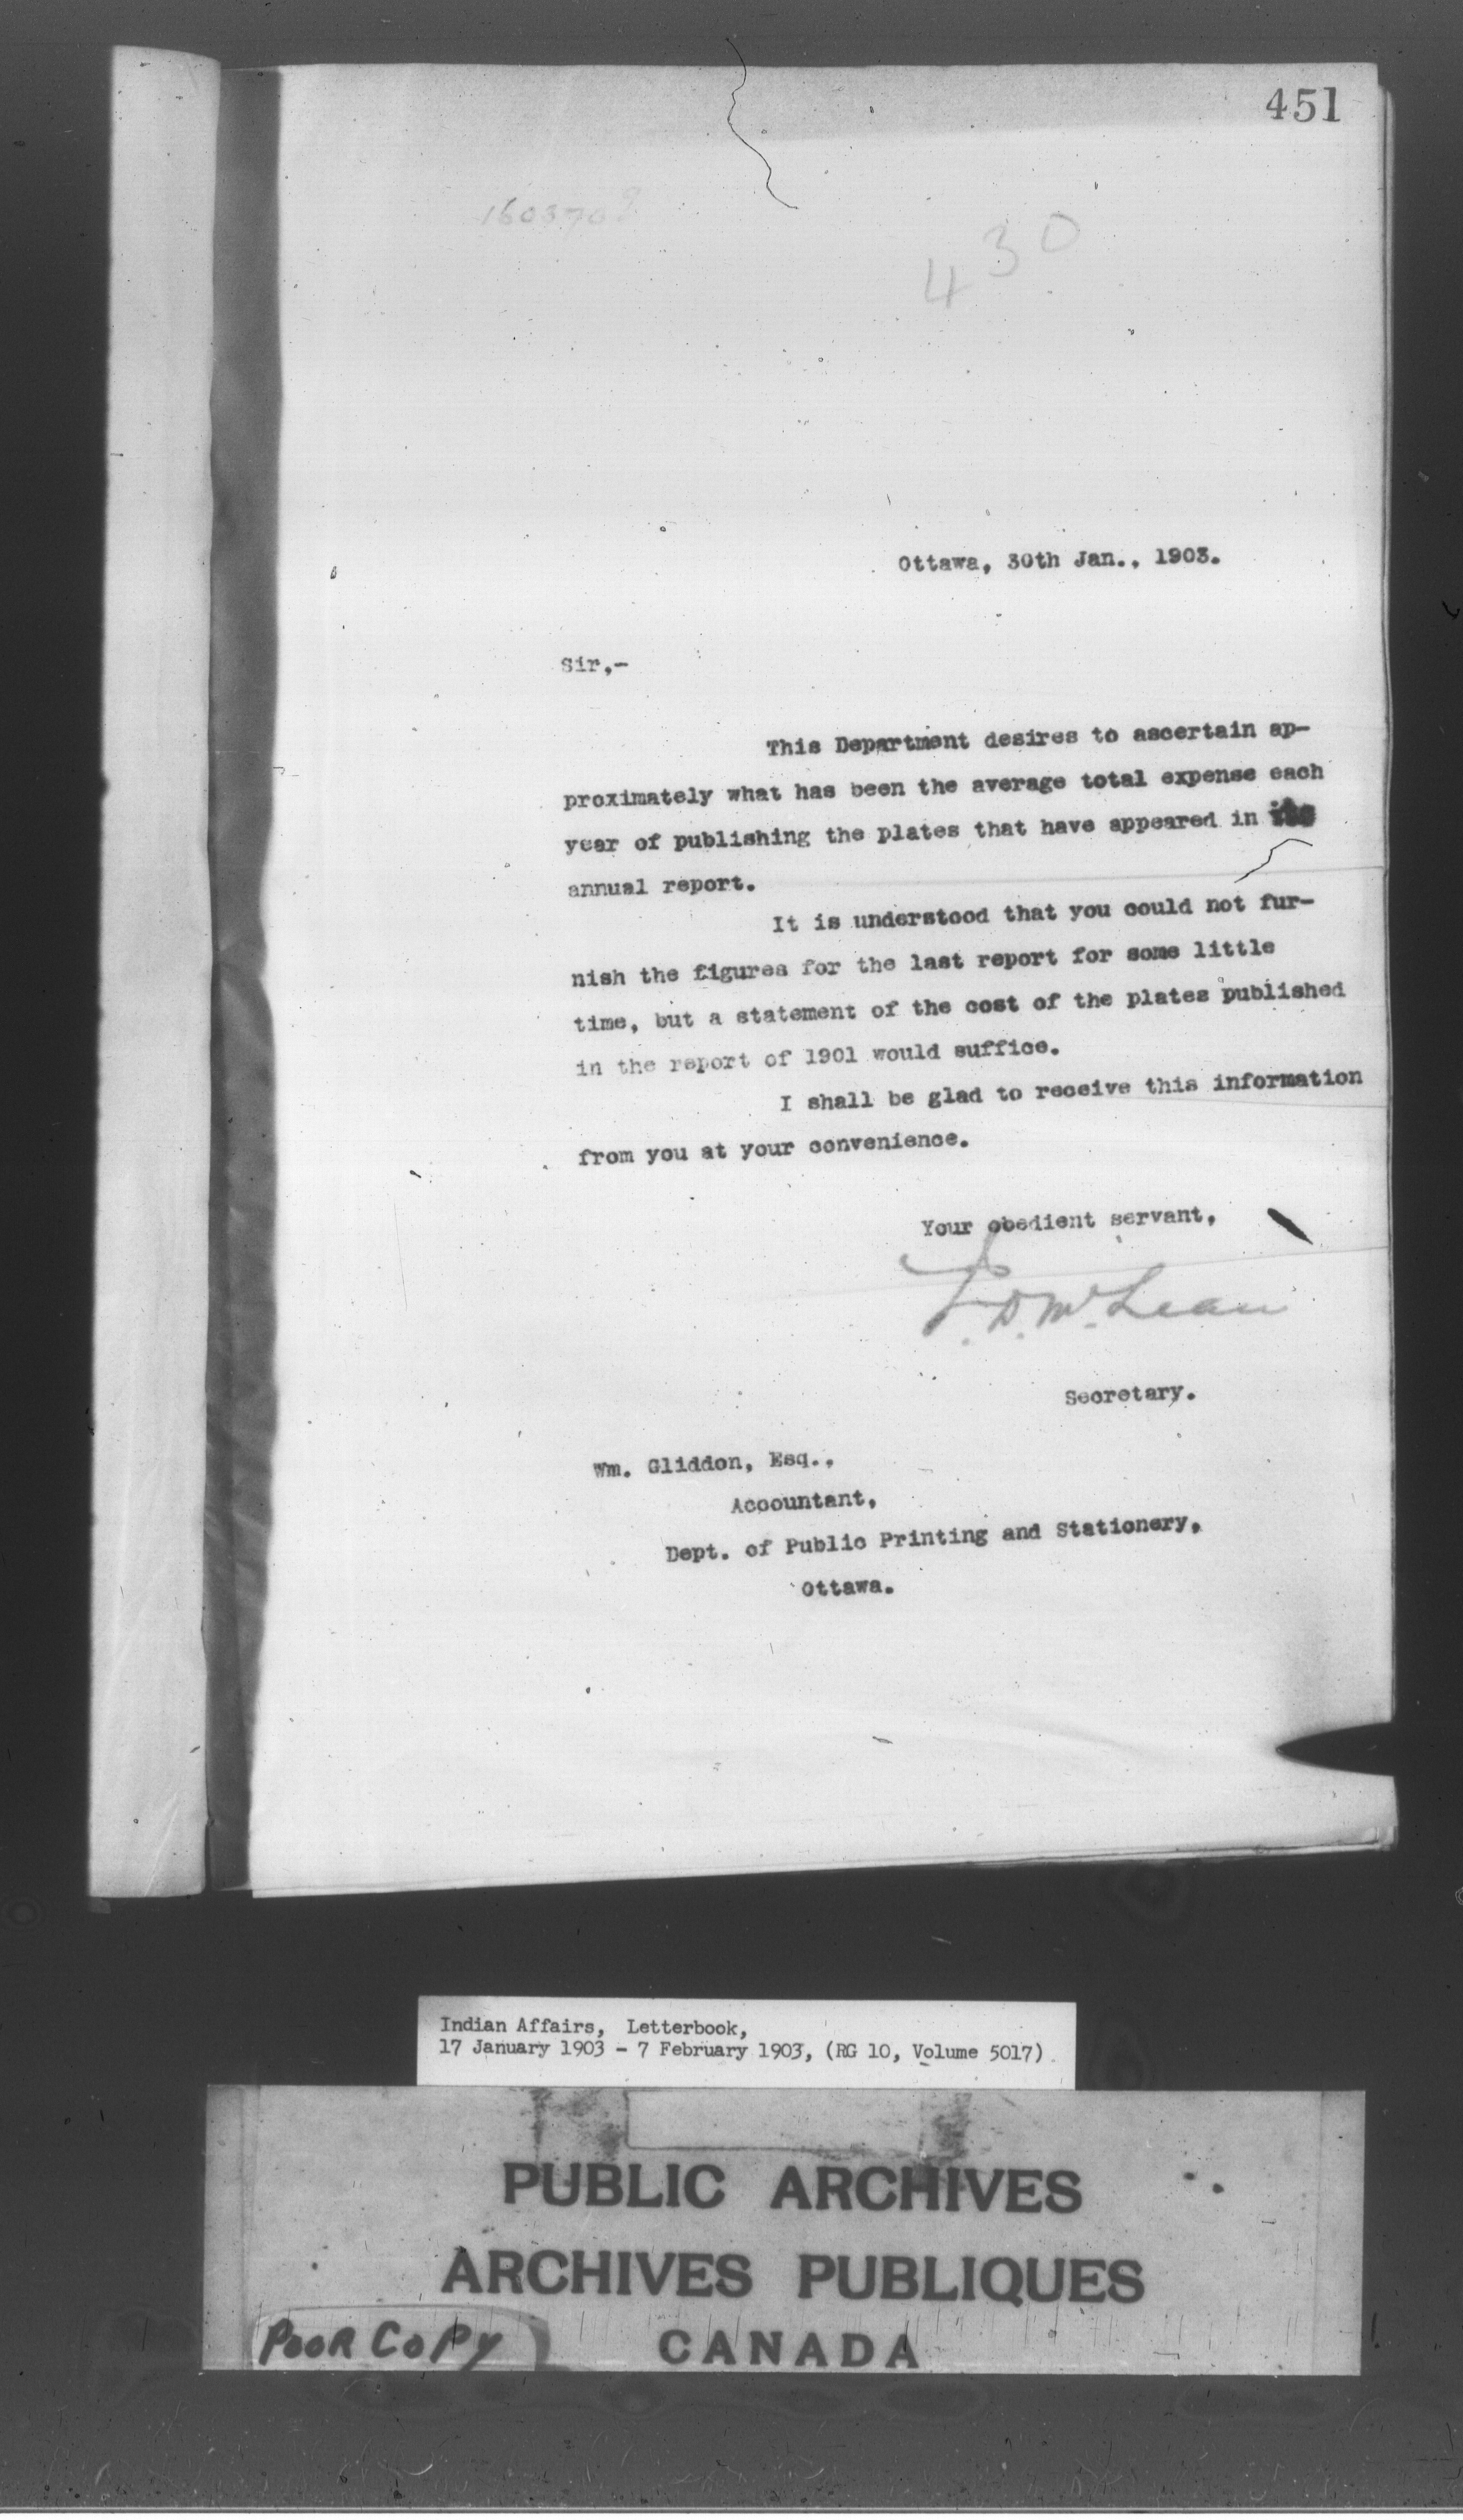 451
430
Ottawa, 30th Jan., 1903.
Sir,-
This Department desires to ascertain ap-
proximately what has been the average total expense each
year of publishing the plates that have appeared in its
annual report.
It is understood that you could not fur-
nish the figures for the last report for some little
time, but a statement of the cost of the plates published
in the report of 1901 would suffice.
I shall be glad to receive this information
from you at your convenience.
Your obedient servant,
J. D. McLean
Secretary.
Wm. Gliddon, Esq.,
Accountant,
Dept. of Public Printing and Stationery,
Ottawa.
Indian Affairs, Letterbook,
17 January 1903 - 7 February 1903, (RG 10, Volume 5017)
PUBLIC ARCHIVES
ARCHIVES PUBLIQUES
POOR COPY CANADA